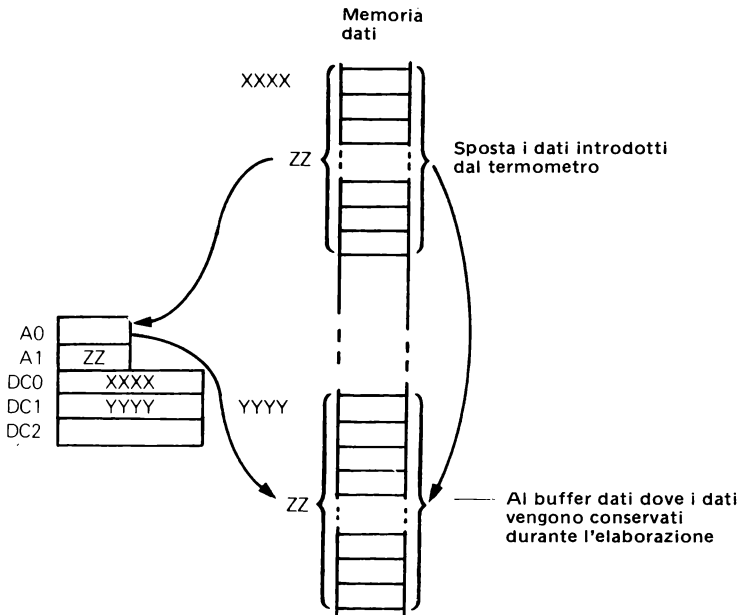 Memoria
dati
XXXX
ZZ
Sposta i dati introdotti
dal termometro
A0
A1 ZZ
DC0 XXXX
DC1 YYYY
DC2
YYYY
ZZ
Al buffer dati dove i dati
vengono conservati
durante l'elaborazione